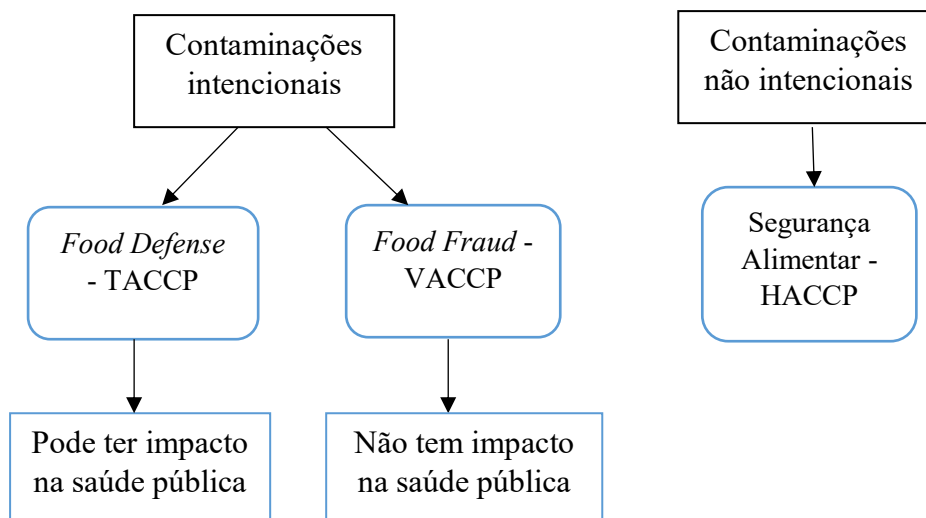 Contaminações
intencionais
Contaminações
não intencionais
Food Defense
- TACCP
Food Fraud -
VACCP
Segurança
Alimentar -
HACCP
Pode ter impacto
na saúde pública
Não tem impacto
na saúde pública